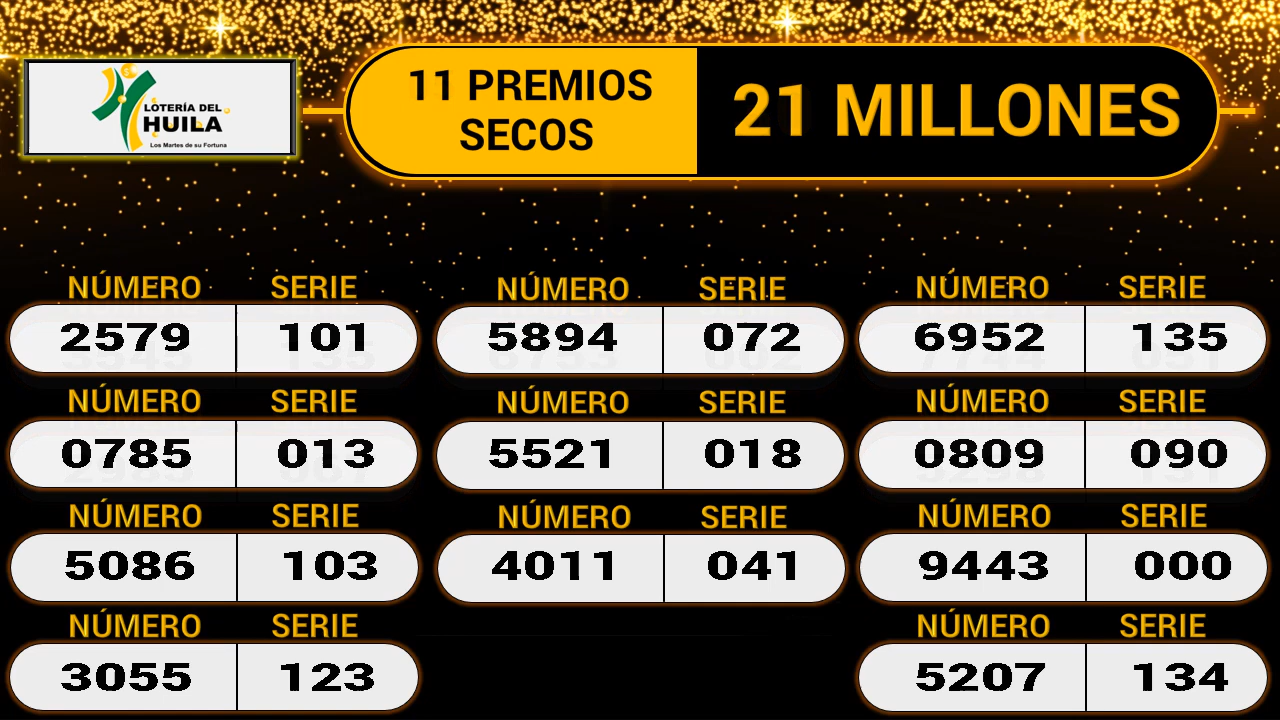 LOTERÍA DEL
HUILA
Los Martes de su Fortuna
11 PREMIOS
SECOS
21 MILLONES
NÚMERO SERIE NÚMERO SERIE NÚMERO SERIE
2579 101 5894 072 6952 135
NÚMERO SERIE NÚMERO SERIE NÚMERO SERIE
0785 013 5521 018 0809 090
NÚMERO SERIE NÚMERO SERIE NÚMERO SERIE
5086 103 4011 041 9443 000
NÚMERO SERIE NÚMERO SERIE
3055 123 5207 134